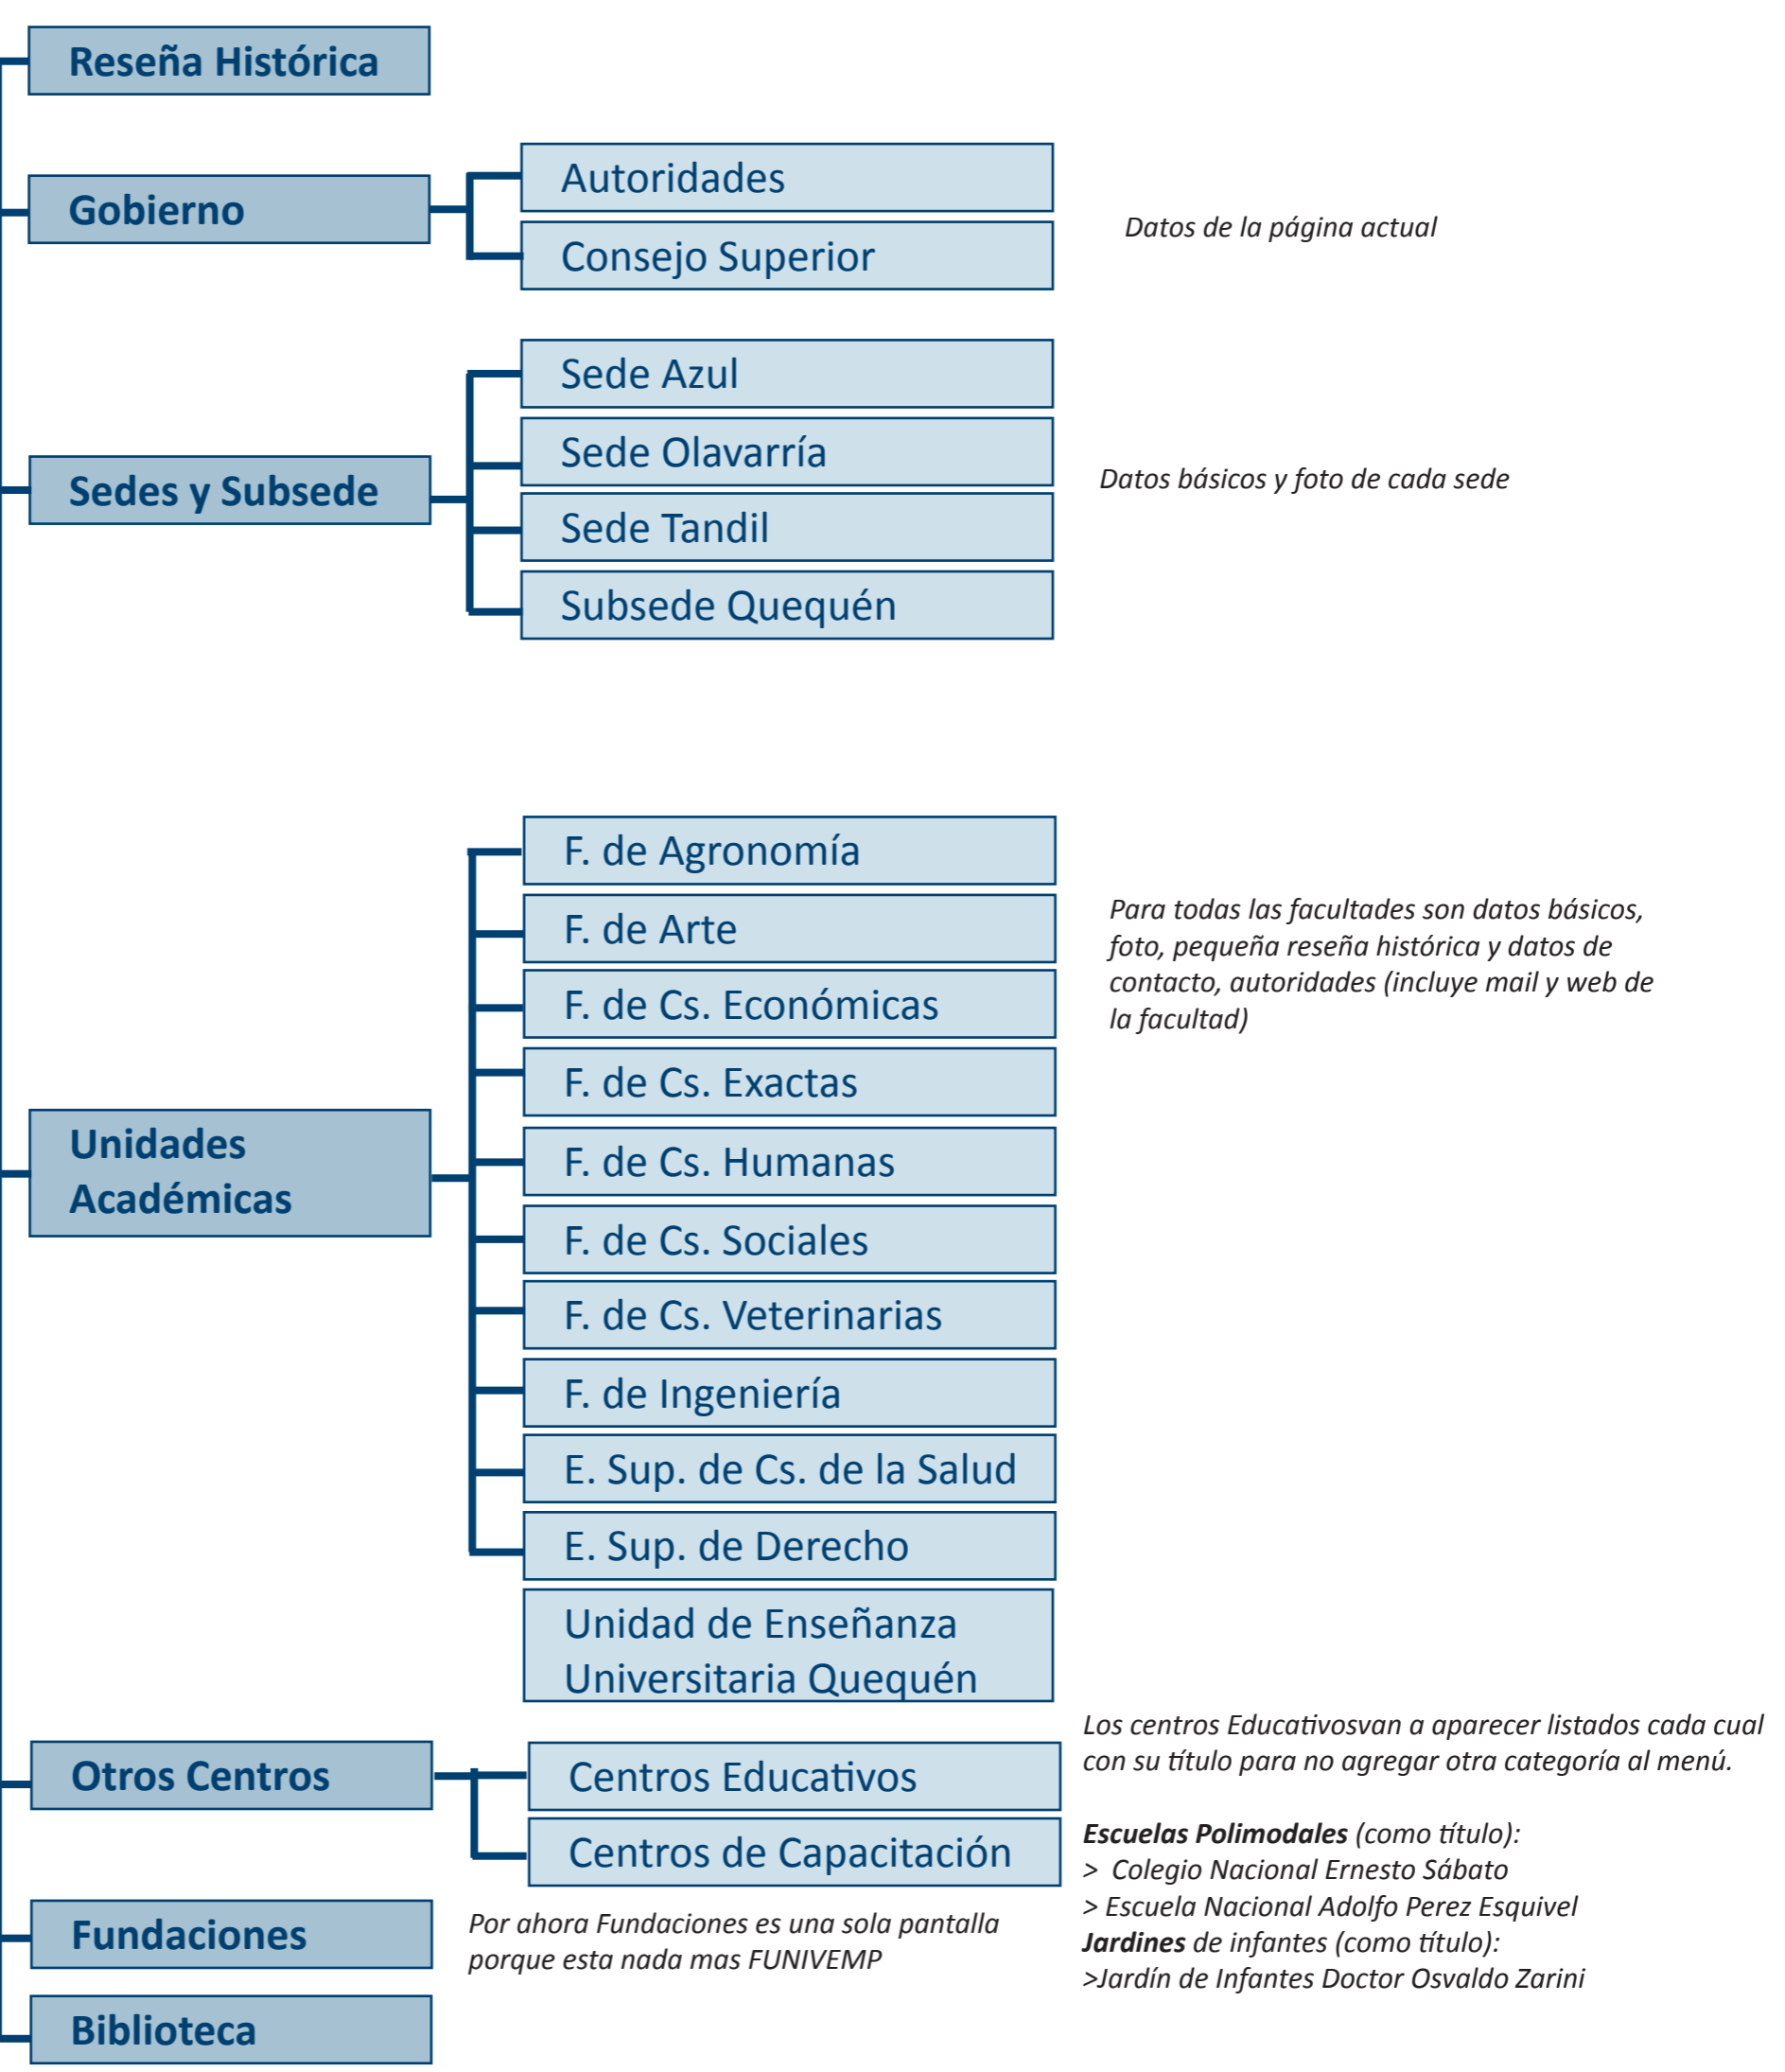 Reseña Histórica
Gobierno
Autoridades
Consejo Superior
Datos de la página actual
Sedes y Subsede
Sede Azul
Sede Olavarría
Sede Tandil
Subsede Quequén
Datos básicos y foto de cada sede
Unidades
Académicas
F. de Agronomía
F. de Arte
F. de Cs. Económicas
F. de Cs. Exactas
F. de Cs. Humanas
F. de Cs. Sociales
F. de Cs. Veterinarias
F. de Ingeniería
E. Sup. de Cs. de la Salud
E. Sup. de Derecho
Unidad de Enseñanza
Universitaria Quequén
Para todas las facultades son datos básicos,
foto, pequeña reseña histórica y datos de
contacto, autoridades (incluye mail y web de
la facultad)
Otros Centros
Centros Educativos
Centros de Capacitación
Los centros Educativosvan a aparecer listados cada cual
con su título para no agregar otra categoría al menú.
Escuelas Polimodales (como título):
> Colegio Nacional Ernesto Sábato
> Escuela Nacional Adolfo Perez Esquivel
Jardines de infantes (como título):
>Jardín de Infantes Doctor Osvaldo Zarini
Fundaciones
Por ahora Fundaciones es una sola pantalla
porque esta nada mas FUNIVEMP
Biblioteca